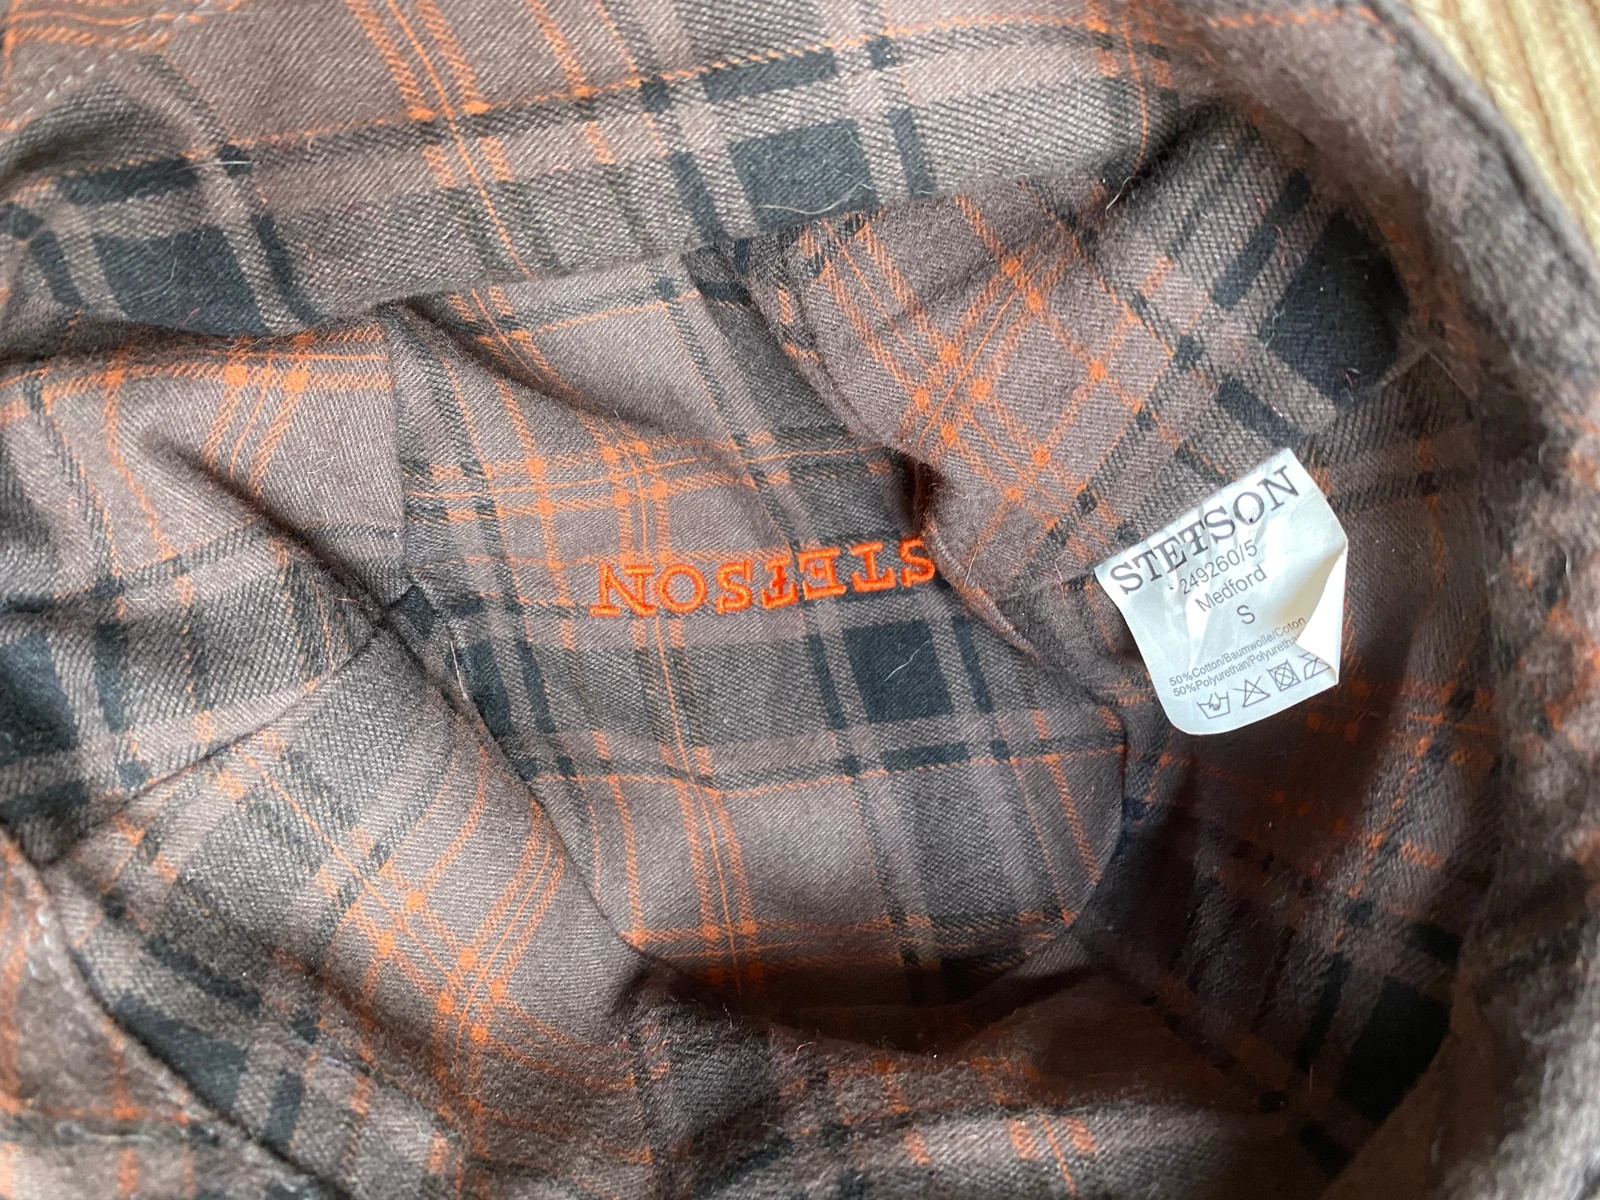 STETSON
STETSON
249260/5
Medford
S
50%Cotton/Baumwolle/Coton
50%Polyurethan/Polyurethan